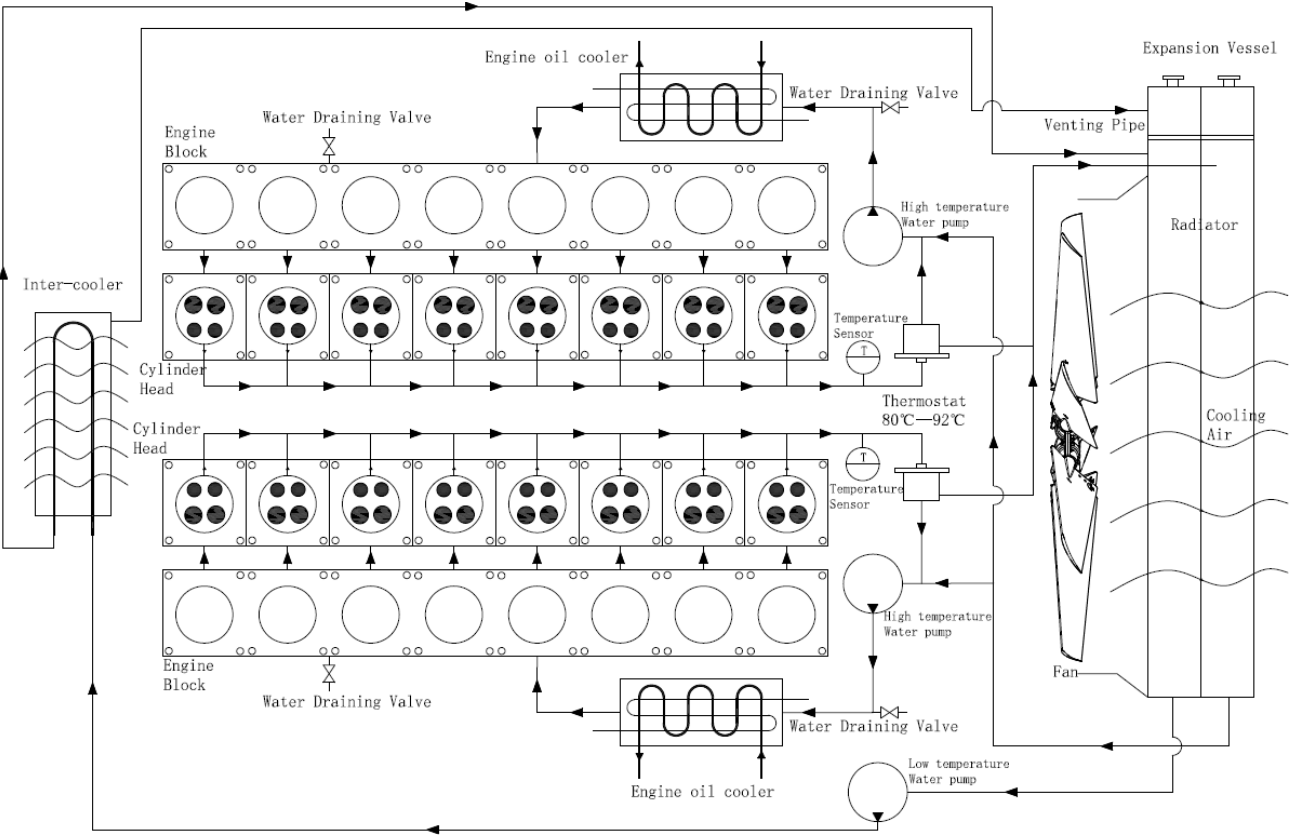 Expansion Vessel
Engine oil cooler
Water Draining Valve
Water Draining Valve
Venting Pipe
Engine
Block
High temperature
Water pump
Radiator
Inter-cooler
Temperature
Sensor
T
Cylinder
Head
Thermostat
80℃—92℃
Cooling
Air
Cylinder
Head
T
Temperature
Sensor
High temperature
Water pump
Engine
Block
Fan
Water Draining Valve
Water Draining Valve
Low temperature
Water pump
Engine oil cooler